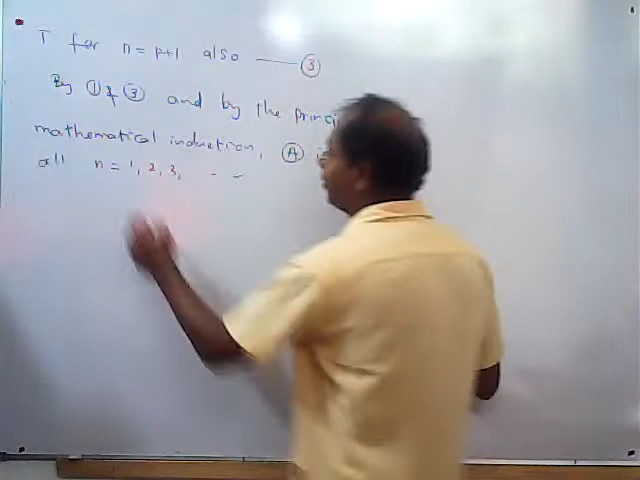 T for n = p+1 also —— ③
By ① & ③ and by the princi
mathematical induction, Ⓐ i
all n = 1, 2, 3, - -